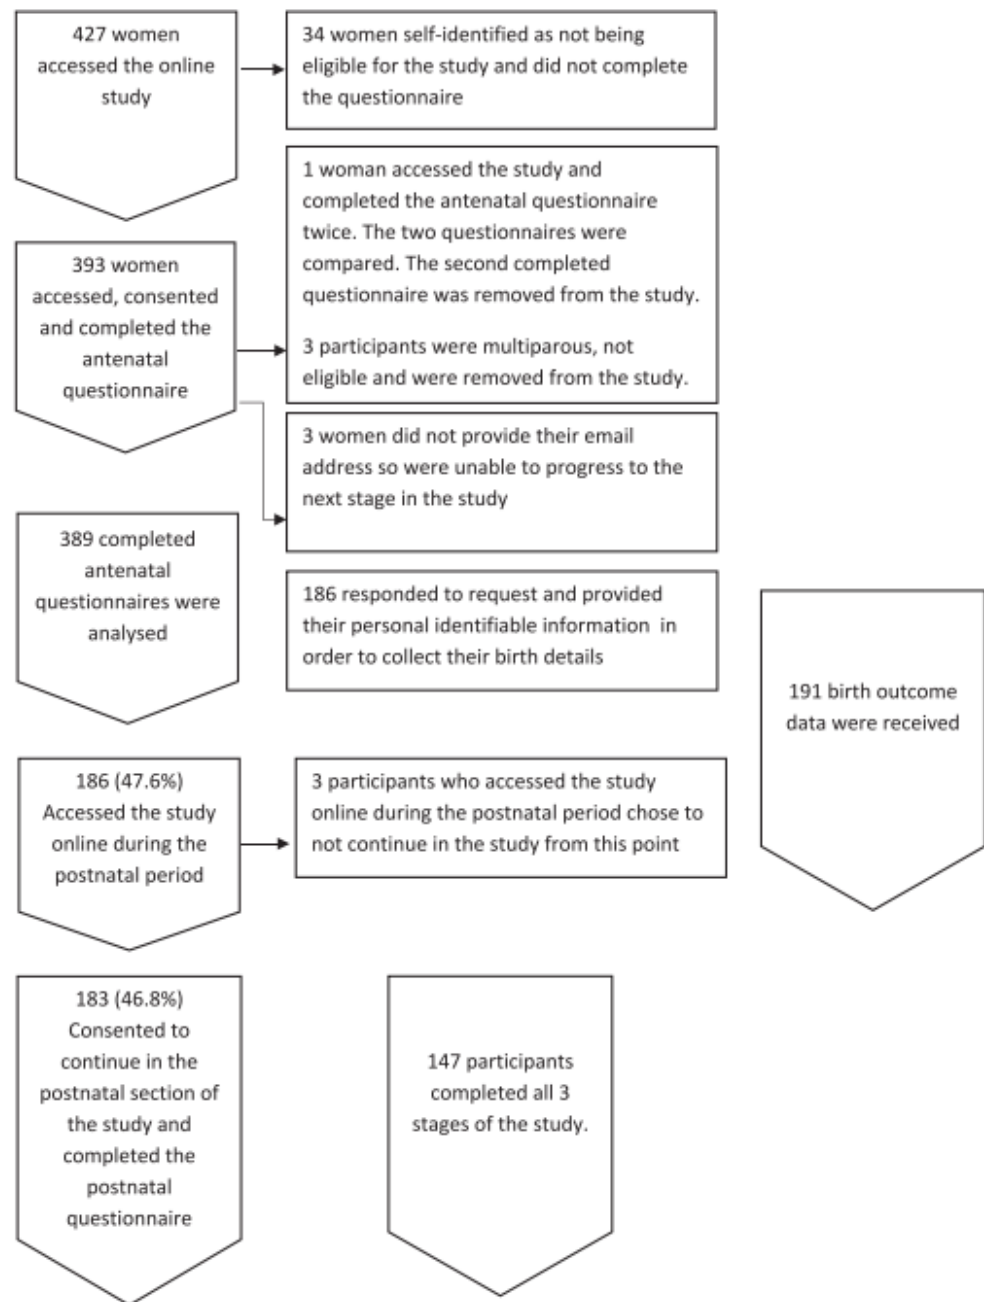 427 women
accessed the online
study
34 women self-identified as not being
eligible for the study and did not complete
the questionnaire
1 woman accessed the study and
completed the antenatal questionnaire
twice. The two questionnaires were
compared. The second completed
questionnaire was removed from the study.
3 participants were multiparous, not
eligible and were removed from the study.
393 women
accessed, consented
and completed the
antenatal
questionnaire
3 women did not provide their email
address so were unable to progress to the
next stage in the study
389 completed
antenatal
questionnaires were
analysed
186 responded to request and provided
their personal identifiable information in
order to collect their birth details
191 birth outcome
data were received
186 (47.6%)
Accessed the study
online during the
postnatal period
3 participants who accessed the study
online during the postnatal period chose to
not continue in the study from this point
183 (46.8%)
Consented to
continue in the
postnatal section of
the study and
completed the
postnatal
questionnaire
147 participants
completed all 3
stages of the study.